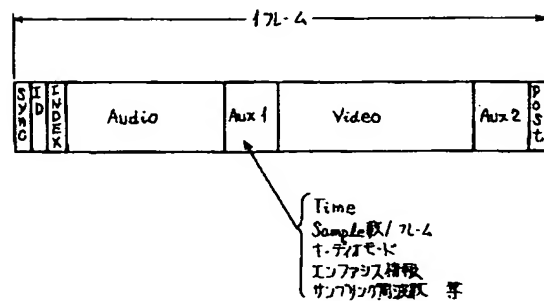 1フレーム
SYNC ID INDEX Audio Aux 1 Video Aux 2 Post
Time
Sample数/フレーム
オーディオモード
エンファシス情報
サンプリング周波数 等